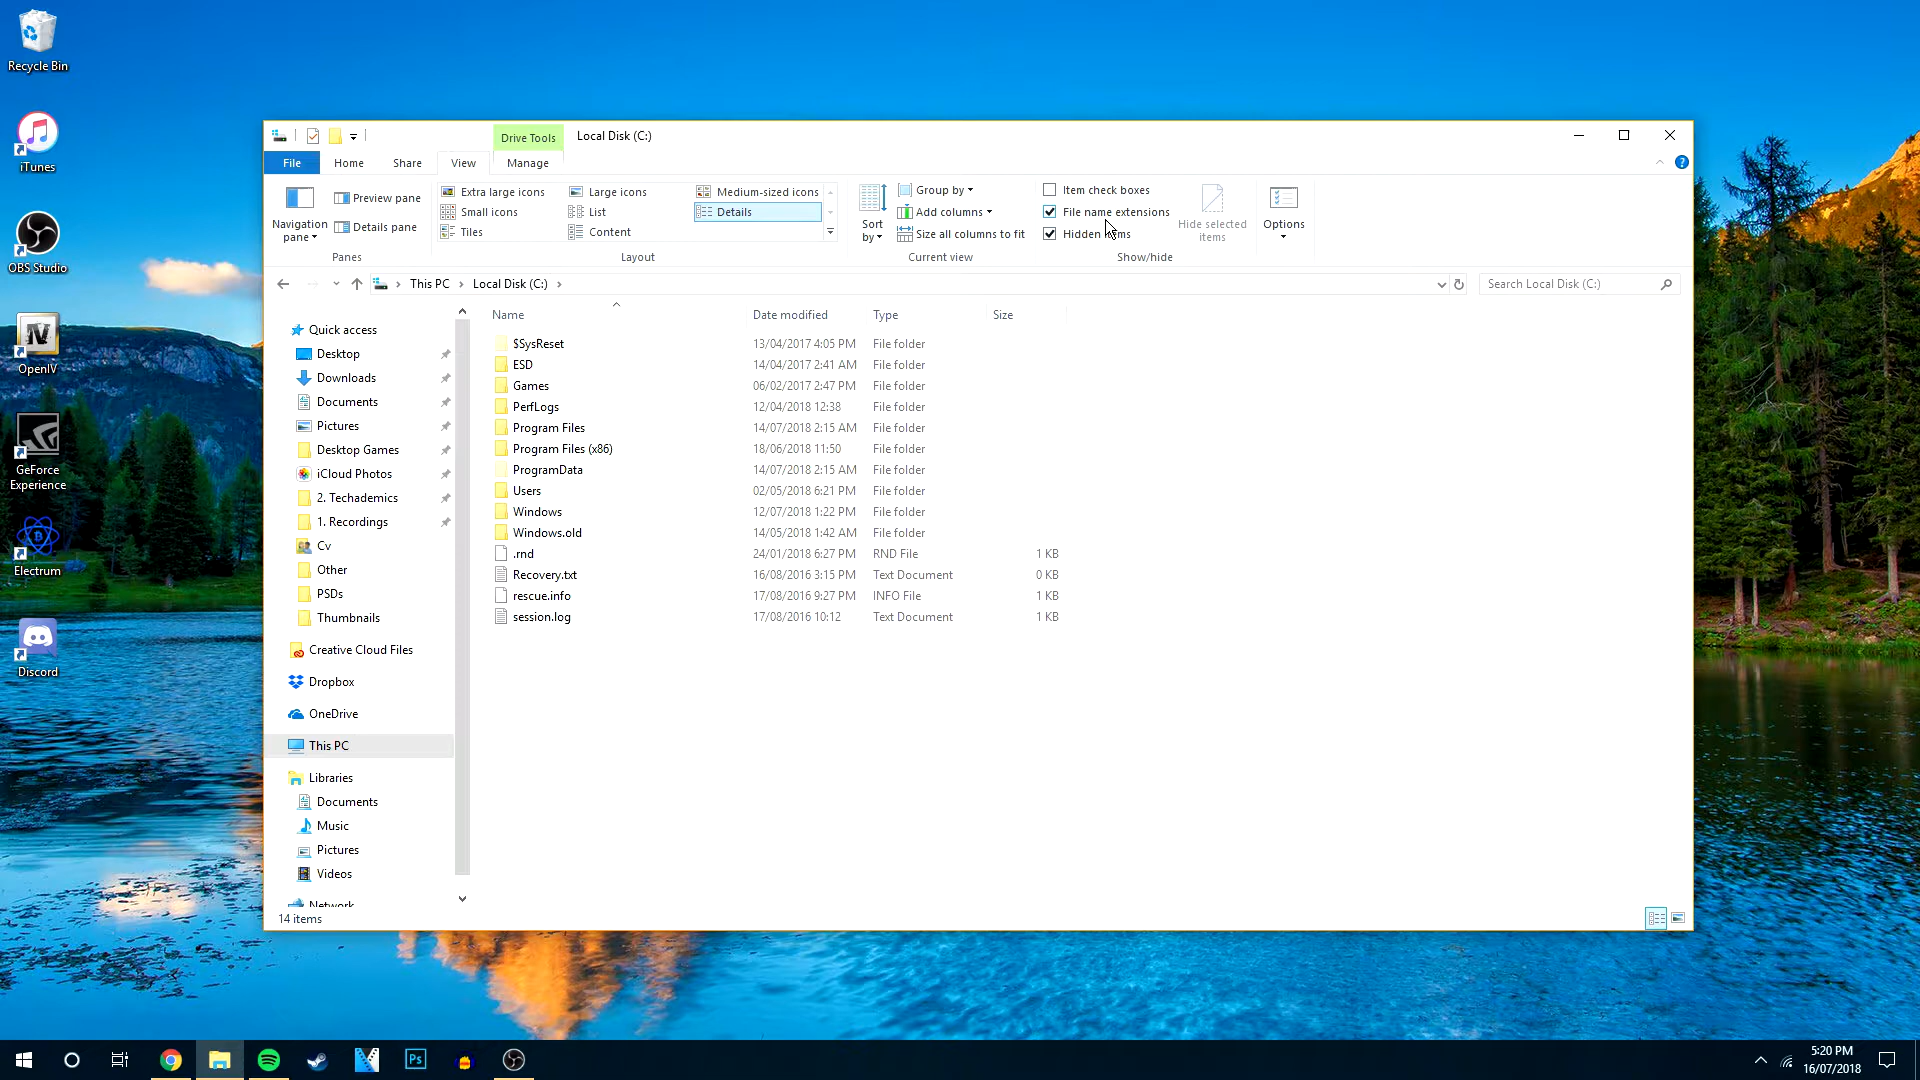 Recycle Bin
iTunes
OBS Studio
OpenIV
GeForce
Experience
Electrum
Discord
Drive Tools
Local Disk (C:)
File
Home
Share
View
Manage
Navigation
pane
Preview pane
Details pane
Panes
Extra large icons
Large icons
Medium-sized icons
Small icons
List
Details
Tiles
Content
Layout
Sort
by
Group by
Add columns
Size all columns to fit
Current view
Item check boxes
File name extensions
Hide selected
items
Show/hide
Options
This PC
Local Disk (C:)
Search Local Disk (C:)
Quick access
Desktop
Downloads
Documents
Pictures
Desktop Games
iCloud Photos
2. Techademics
1. Recordings
Cv
Other
PSDs
Thumbnails
Creative Cloud Files
Dropbox
OneDrive
This PC
Libraries
Documents
Music
Pictures
Videos
Network
Name Date modified Type Size
$SysReset 13/04/2017 4:05 PM File folder
ESD 14/04/2017 2:41 AM File folder
Games 06/02/2017 2:47 PM File folder
PerfLogs 12/04/2018 12:38 File folder
Program Files 14/07/2018 2:15 AM File folder
Program Files (x86) 18/06/2018 11:50 File folder
ProgramData 14/07/2018 2:15 AM File folder
Users 02/05/2018 6:21 PM File folder
Windows 12/07/2018 1:22 PM File folder
Windows.old 14/05/2018 1:42 AM File folder
.rnd 24/01/2018 6:27 PM RND File 1 KB
Recovery.txt 16/08/2016 3:15 PM Text Document 0 KB
rescue.info 17/08/2016 9:27 PM INFO File 1 KB
session.log 17/08/2016 10:12 Text Document 1 KB
14 items
Ps
5:20 PM
16/07/2018